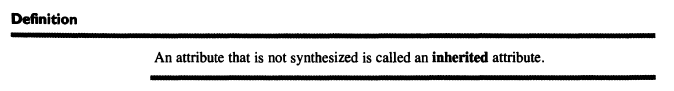 Definition
An attribute that is not synthesized is called an inherited attribute.